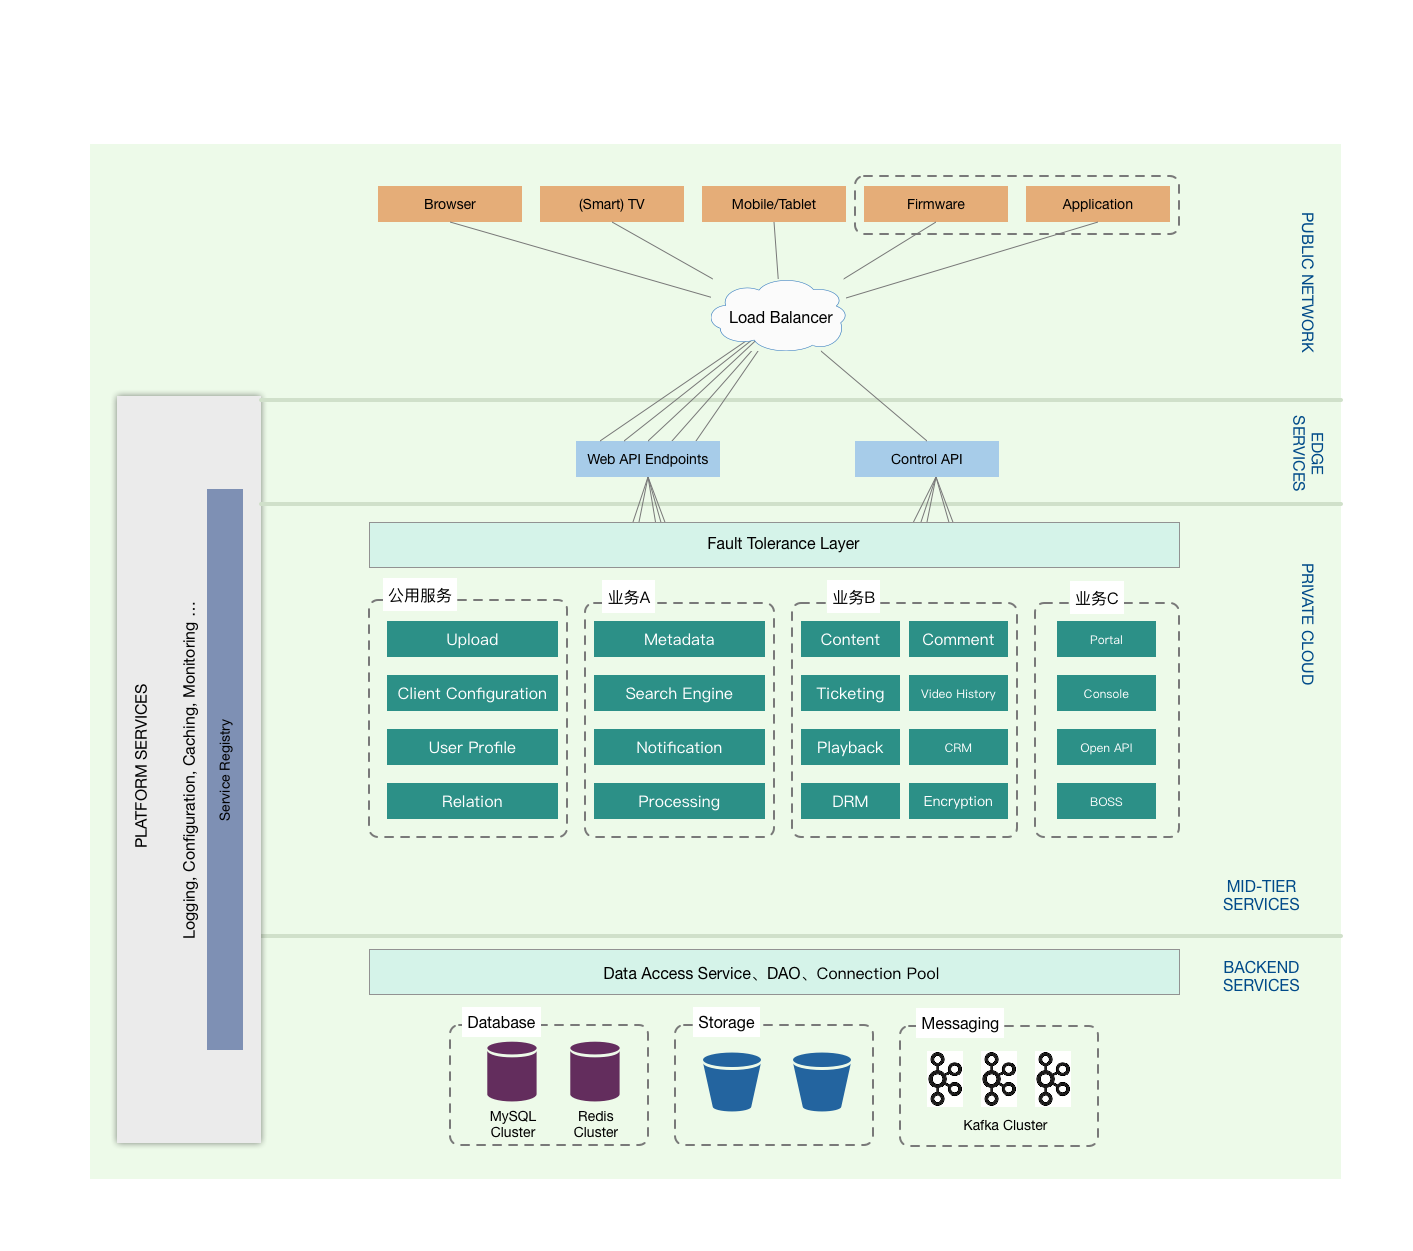 Browser
(Smart) TV
Mobile/Tablet
Firmware
Application
PUBLIC NETWORK
Load Balancer
EDGE
SERVICES
Web API Endpoints
Control API
Fault Tolerance Layer
PRIVATE CLOUD
公用服务
Upload
Client Configuration
User Profile
Relation
业务A
Metadata
Search Engine
Notification
Processing
业务B
Content
Comment
Ticketing
Video History
Playback
CRM
DRM
Encryption
业务C
Portal
Console
Open API
BOSS
PLATFORM SERVICES
Logging, Configuration, Caching, Monitoring ...
Service Registry
MID-TIER
SERVICES
Data Access Service、DAO、Connection Pool
BACKEND
SERVICES
Database
MySQL
Cluster
Redis
Cluster
Storage
Messaging
Kafka Cluster